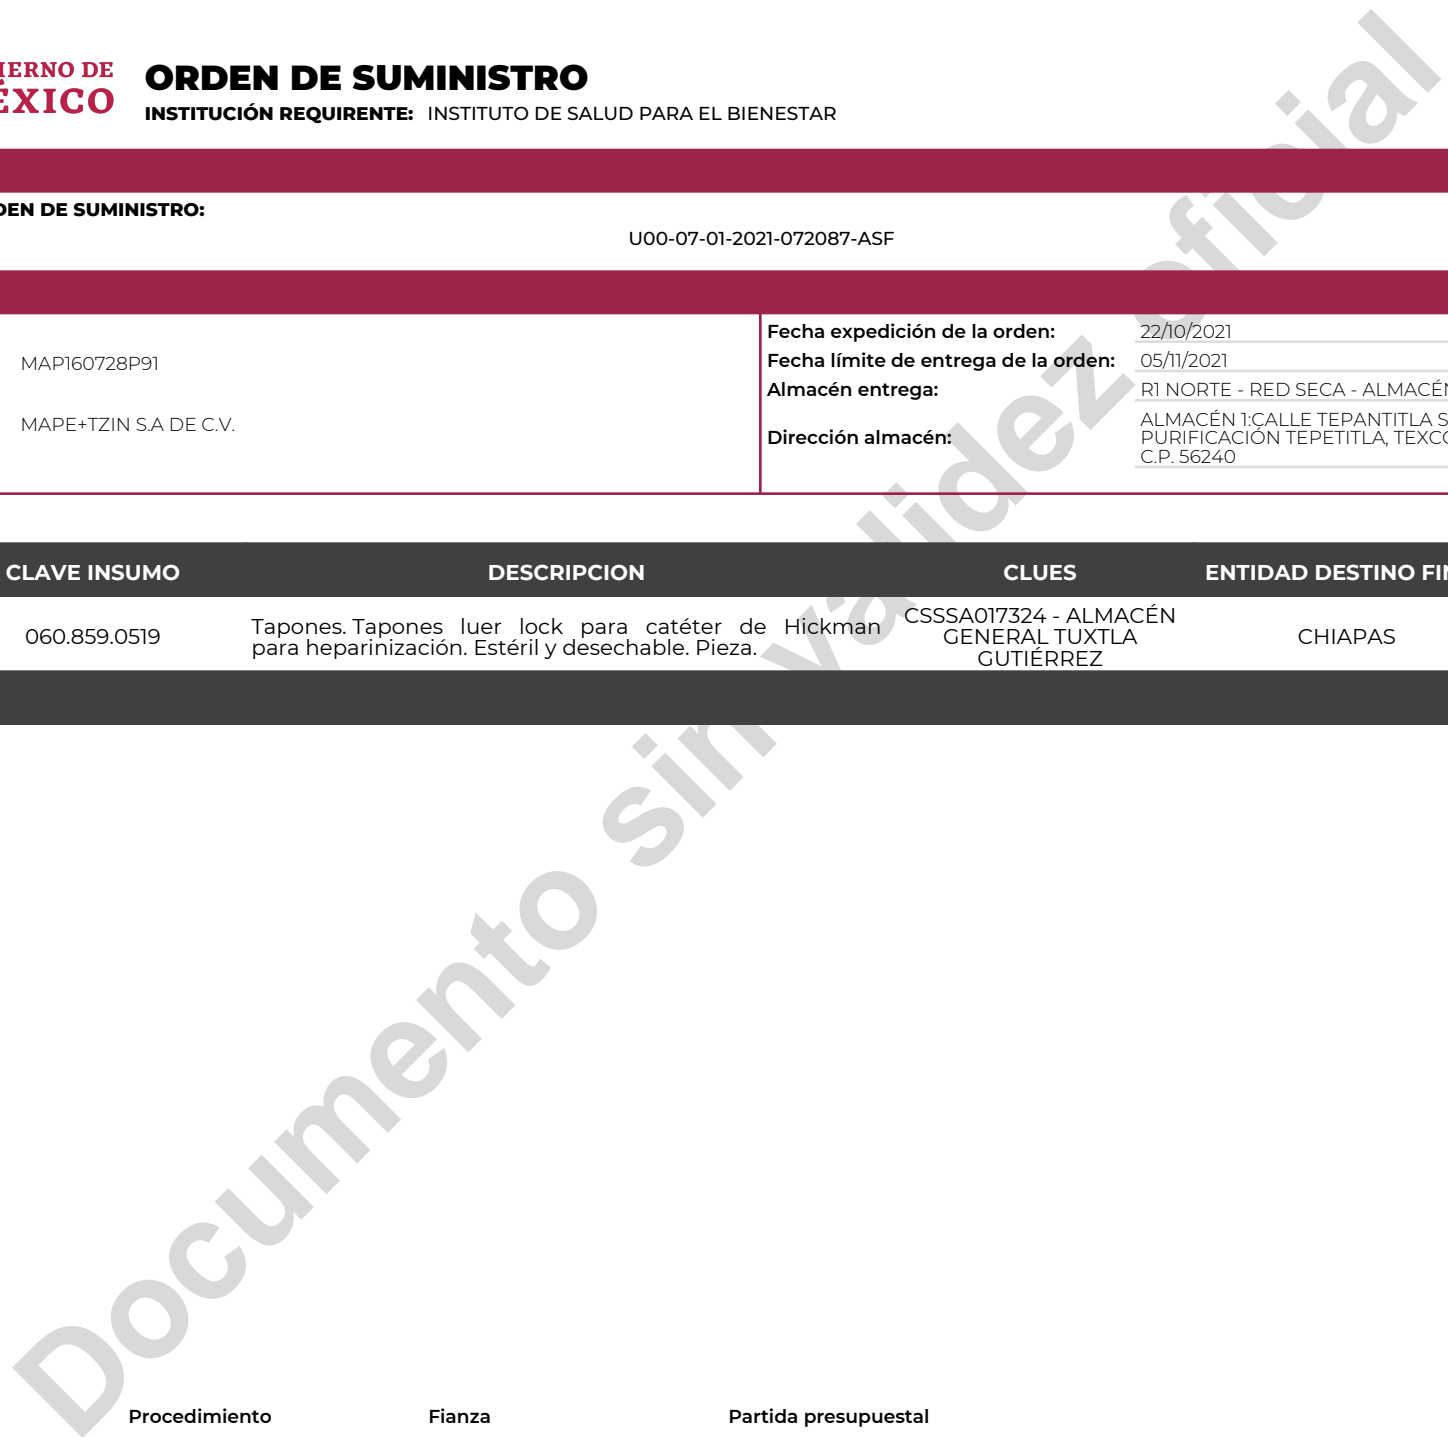 IERNO DE
ÉXICO
ORDEN DE SUMINISTRO
INSTITUCIÓN REQUIRENTE: INSTITUTO DE SALUD PARA EL BIENESTAR
DEN DE SUMINISTRO:
U00-07-01-2021-072087-ASF
MAP160728P91
MAPE+TZIN S.A DE C.V.
Fecha expedición de la orden: 22/10/2021
Fecha límite de entrega de la orden: 05/11/2021
Almacén entrega: R1 NORTE - RED SECA - ALMACÉN
Dirección almacén: ALMACÉN 1:CALLE TEPANTITLA S
PURIFICACIÓN TEPETITLA, TEXCO
C.P. 56240
CLAVE INSUMO DESCRIPCION CLUES ENTIDAD DESTINO FIN
060.859.0519
Tapones. Tapones luer lock para catéter de Hickman
para heparinización. Estéril y desechable. Pieza.
CSSSA017324 - ALMACÉN
GENERAL TUXTLA
GUTIÉRREZ
CHIAPAS
Documento sin validez oficial
Procedimiento Fianza Partida presupuestal